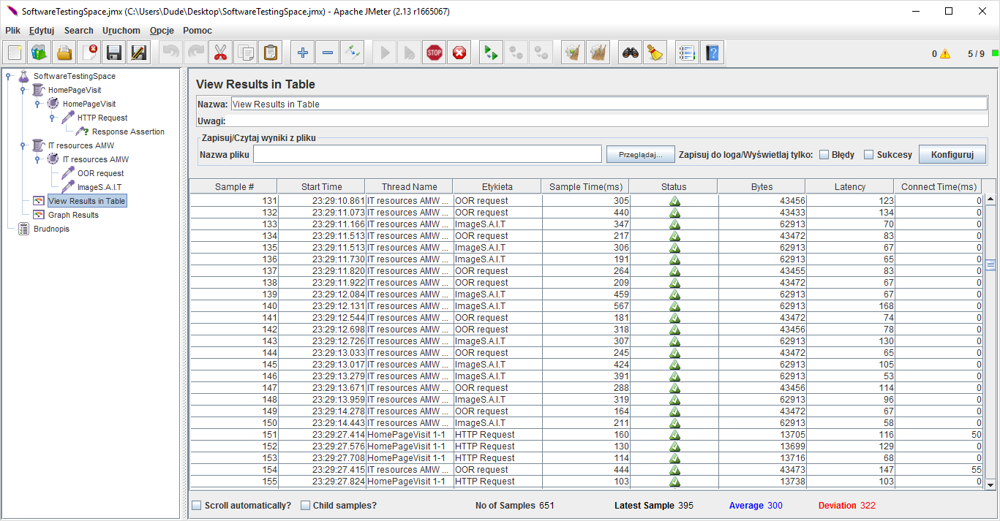 SoftwareTestingSpace.jmx (C:\Users\Dude\Desktop\SoftwareTestingSpace.jmx) - Apache JMeter (2.13 r1665067)
Plik Edytuj Search Uruchom Opcje Pomoc
STOP
0 5 / 9
SoftwareTestingSpace
HomePageVisit
HomePageVisit
HTTP Request
Response Assertion
IT resources AMW
IT resources AMW
OOR request
ImageS.A.I.T
View Results in Table
Graph Results
Brudnopis
View Results in Table
Nazwa: View Results in Table
Uwagi:
Zapisuj/Czytaj wyniki z pliku
Nazwa pliku Przeglądaj... Zapisuj do loga/Wyświetlaj tylko: Błędy Sukcesy Konfiguruj
Sample # Start Time Thread Name Etykieta Sample Time(ms) Status Bytes Latency Connect Time(ms)
131 23:29:10.861 IT resources AMW ... OOR request 305 43456 123 0
132 23:29:11.073 IT resources AMW ... OOR request 440 43433 134 0
133 23:29:11.166 IT resources AMW ... ImageS.A.I.T 347 62913 70 0
134 23:29:11.513 IT resources AMW ... OOR request 217 43472 83 0
135 23:29:11.513 IT resources AMW ... ImageS.A.I.T 306 62913 67 0
136 23:29:11.730 IT resources AMW ... ImageS.A.I.T 191 62913 65 0
137 23:29:11.820 IT resources AMW ... OOR request 264 43455 83 0
138 23:29:11.922 IT resources AMW ... OOR request 209 43472 67 0
139 23:29:12.084 IT resources AMW ... ImageS.A.I.T 459 62913 67 0
140 23:29:12.131 IT resources AMW ... ImageS.A.I.T 567 62913 168 0
141 23:29:12.544 IT resources AMW ... OOR request 181 43472 74 0
142 23:29:12.698 IT resources AMW ... OOR request 318 43456 78 0
143 23:29:12.726 IT resources AMW ... ImageS.A.I.T 307 62913 130 0
144 23:29:13.033 IT resources AMW ... OOR request 245 43472 65 0
145 23:29:13.017 IT resources AMW ... ImageS.A.I.T 424 62913 105 0
146 23:29:13.279 IT resources AMW ... ImageS.A.I.T 391 62913 53 0
147 23:29:13.671 IT resources AMW ... OOR request 288 43456 114 0
148 23:29:13.959 IT resources AMW ... ImageS.A.I.T 319 62913 96 0
149 23:29:14.278 IT resources AMW ... OOR request 164 43472 67 0
150 23:29:14.443 IT resources AMW ... ImageS.A.I.T 211 62913 58 0
151 23:29:27.414 HomePageVisit 1-1 HTTP Request 160 13705 116 50
152 23:29:27.576 HomePageVisit 1-1 HTTP Request 130 13699 129 0
153 23:29:27.708 HomePageVisit 1-1 HTTP Request 114 13716 68 0
154 23:29:27.415 IT resources AMW ... OOR request 444 43473 147 55
155 23:29:27.824 HomePageVisit 1-1 HTTP Request 103 13738 103 0
Scroll automatically? Child samples? No of Samples 651 Latest Sample 395 Average 300 Deviation 322